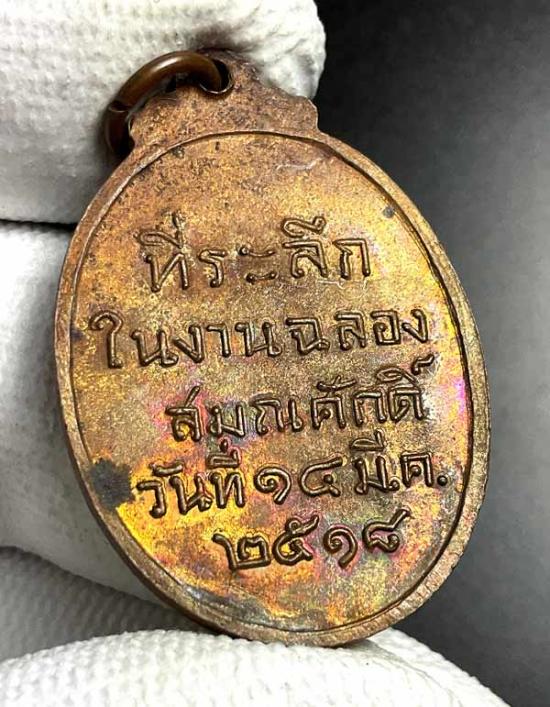 ที่ระลึก
ในงานฉลอง
สมณศักดิ์
วันที่ ๑๔ มี.ค.
๒๕๑๘